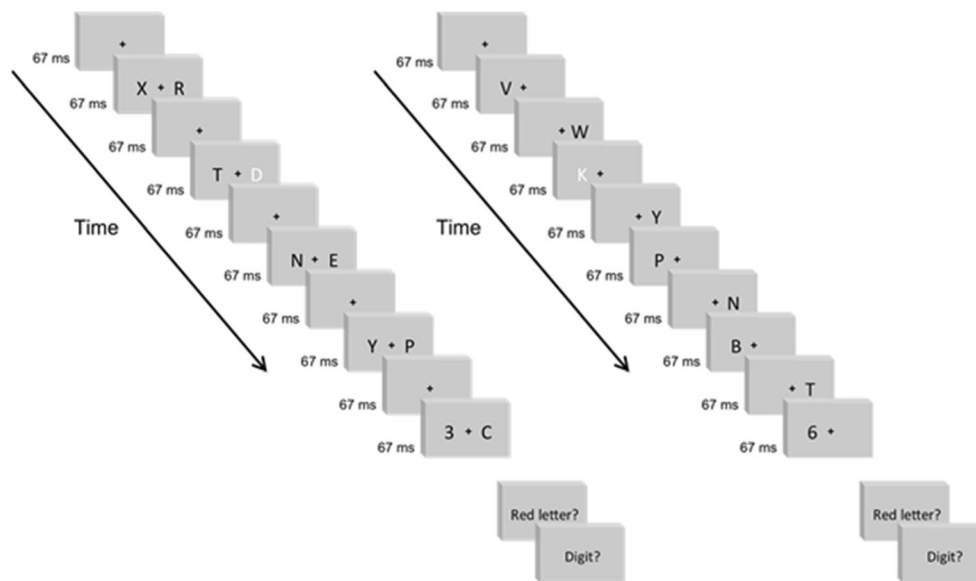 67 ms
X + R
67 ms
67 ms
T + D
67 ms
67 ms
N + E
67 ms
67 ms
Y + P
67 ms
67 ms
3 + C
67 ms
Time
Red letter?
Digit?
67 ms
V +
67 ms
+ W
67 ms
K +
67 ms
+ Y
67 ms
P +
67 ms
+ N
67 ms
B +
67 ms
+ T
67 ms
6 +
67 ms
Time
Red letter?
Digit?